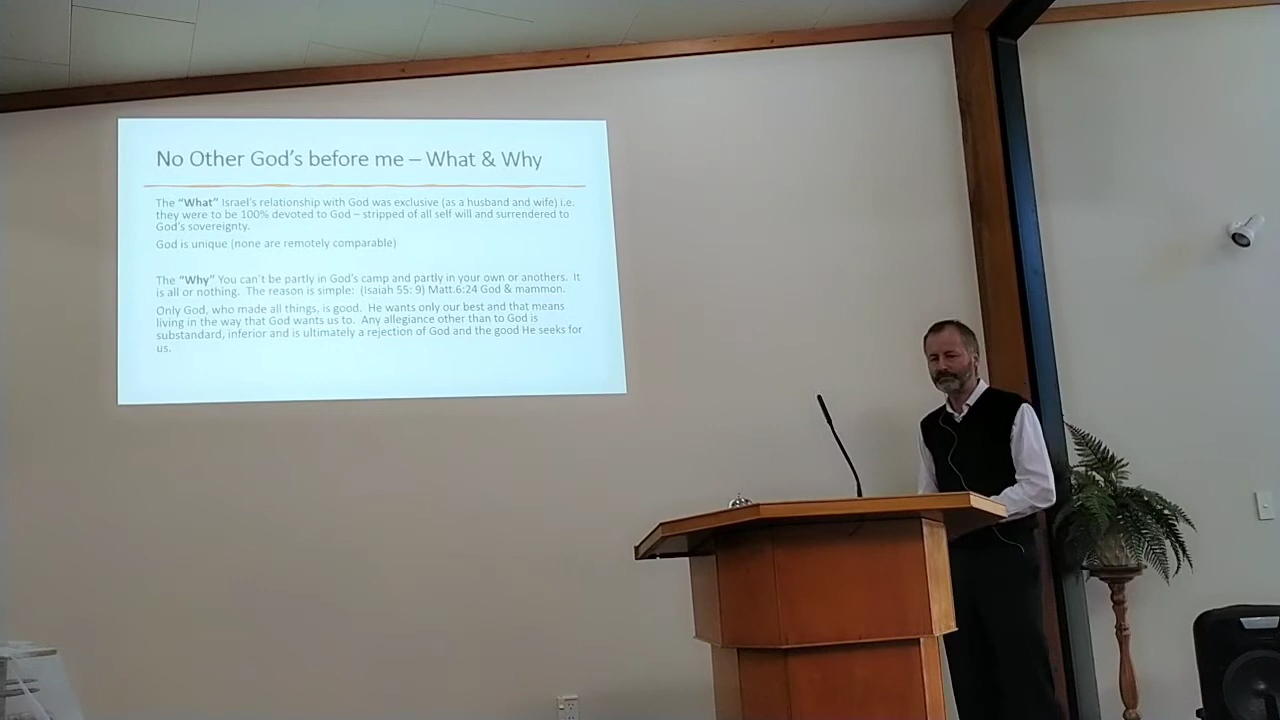 No Other God's before me – What & Why
The "What" Israel's relationship with God was exclusive (as a husband and wife) i.e.
they were to be 100% devoted to God – stripped of all self will and surrendered to
God's sovereignty.
God is unique (none are remotely comparable)
The "Why" You can't be partly in God's camp and partly in your own or anothers. It
is all or nothing. The reason is simple: (Isaiah 55: 9) Matt.6:24 God & mammon.
Only God, who made all things, is good. He wants only our best and that means
living in the way that God wants us to. Any allegiance other than to God is
substandard, inferior and is ultimately a rejection of God and the good He seeks for
us.